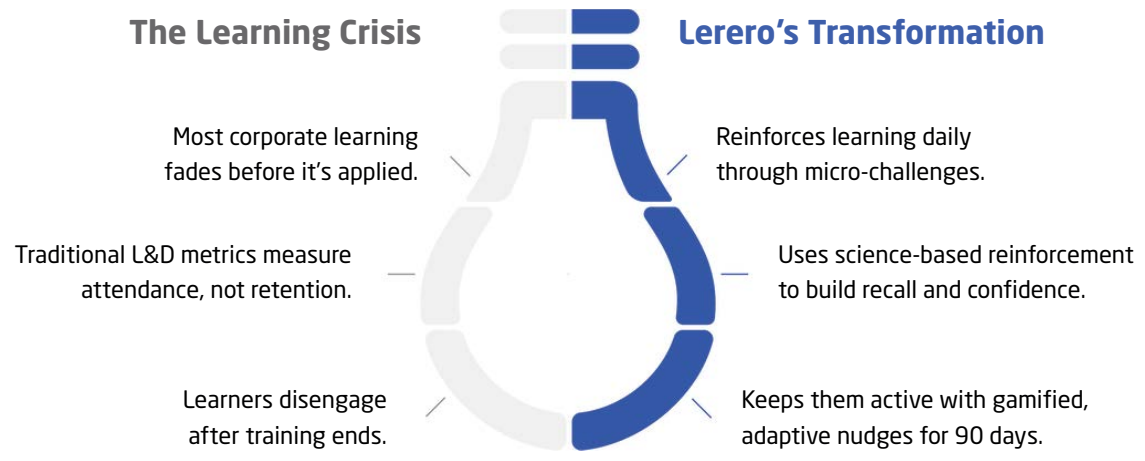 The Learning Crisis
Lerero's Transformation
Most corporate learning
fades before it's applied.
Reinforces learning daily
through micro-challenges.
Traditional L&D metrics measure
attendance, not retention.
Uses science-based reinforcement
to build recall and confidence.
Learners disengage
after training ends.
Keeps them active with gamified,
adaptive nudges for 90 days.